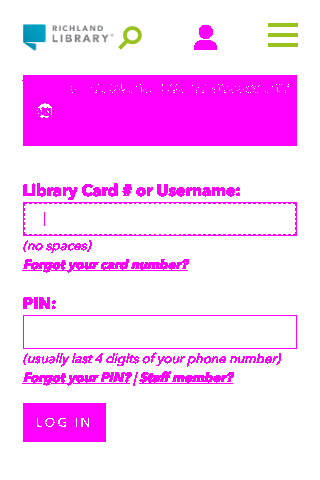 RICHLAND
LIBRARY
Library Card # or Username:
(no spaces)
Forgot your card number?
PIN:
(usually last 4 digits of your phone number)
Forgot your PIN? | Staff member?
LOG IN